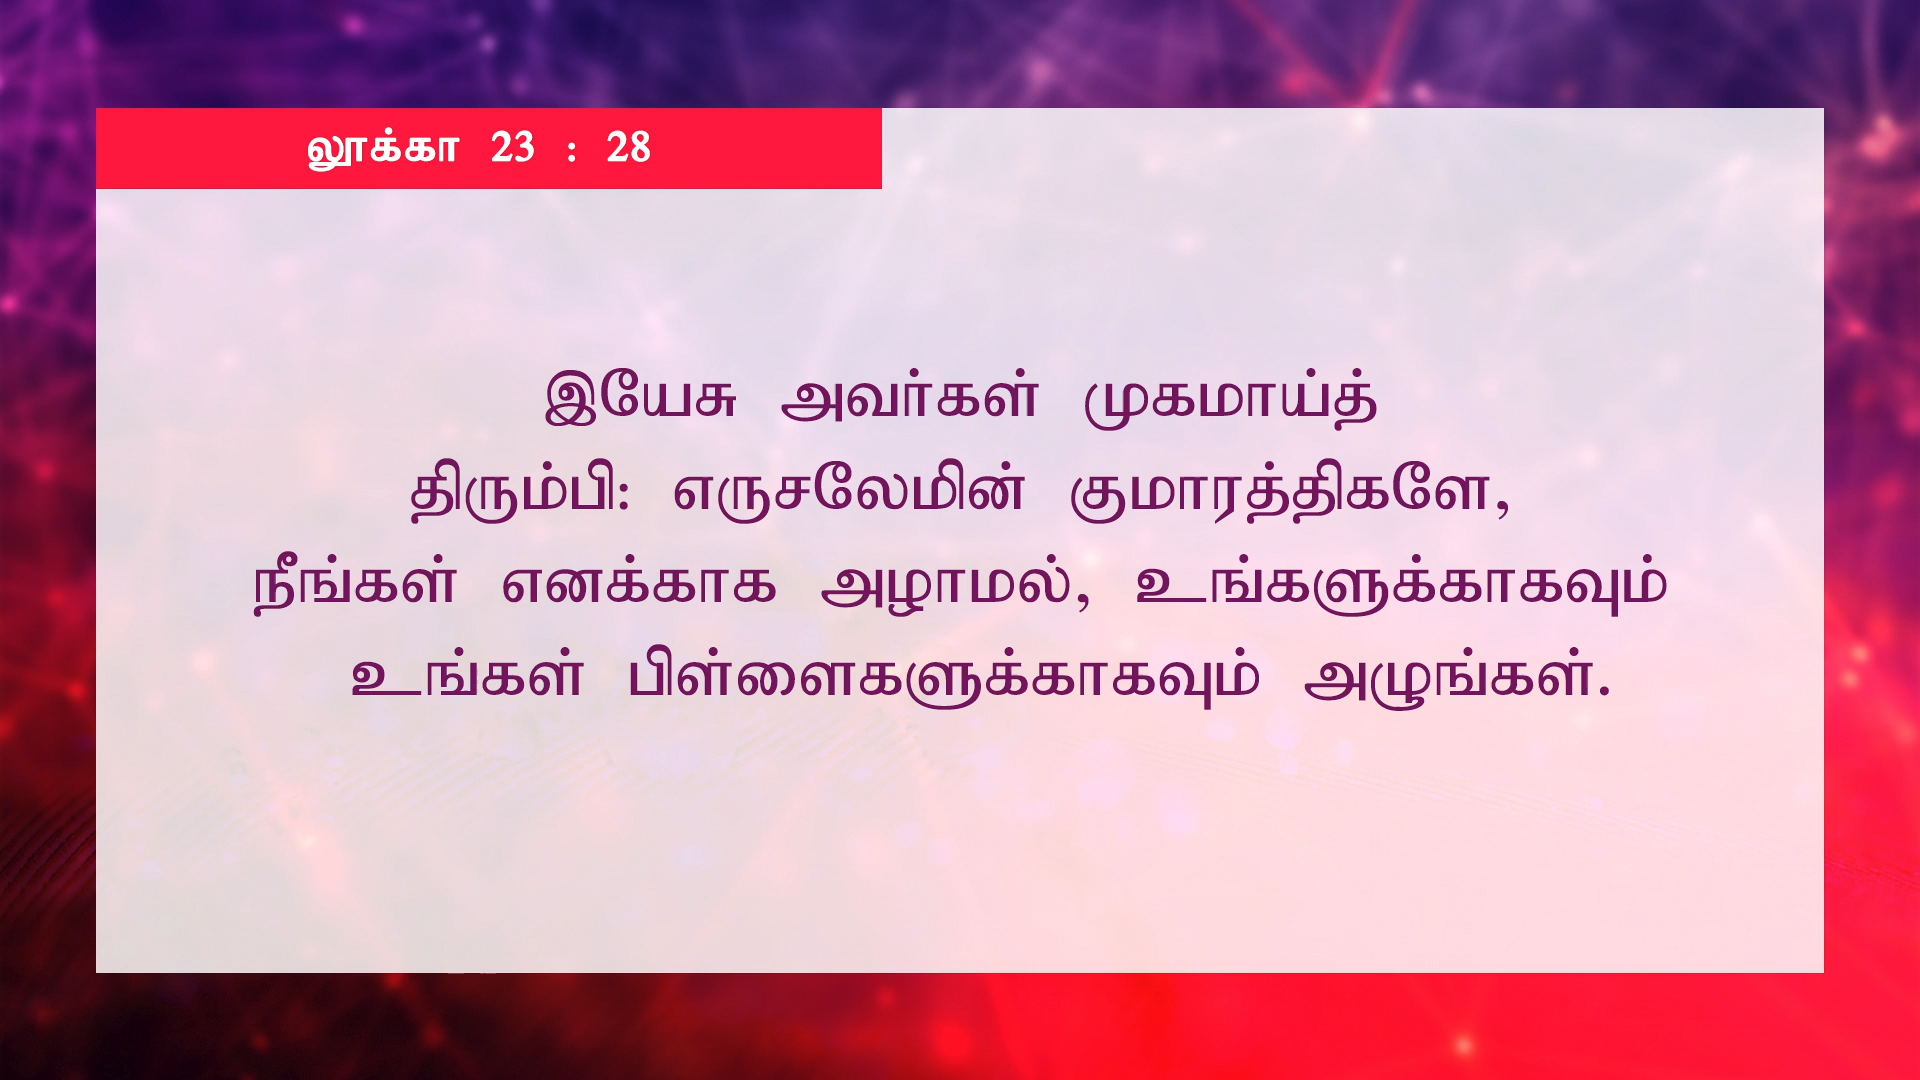 லூக்கா 23 : 28
இயேசு அவர்கள் முகமாய்த்
திரும்பி: எருசலேமின் குமாரத்திகளே,
நீங்கள் எனக்காக அழாமல், உங்களுக்காகவும்
உங்கள் பிள்ளைகளுக்காகவும் அழுங்கள்.